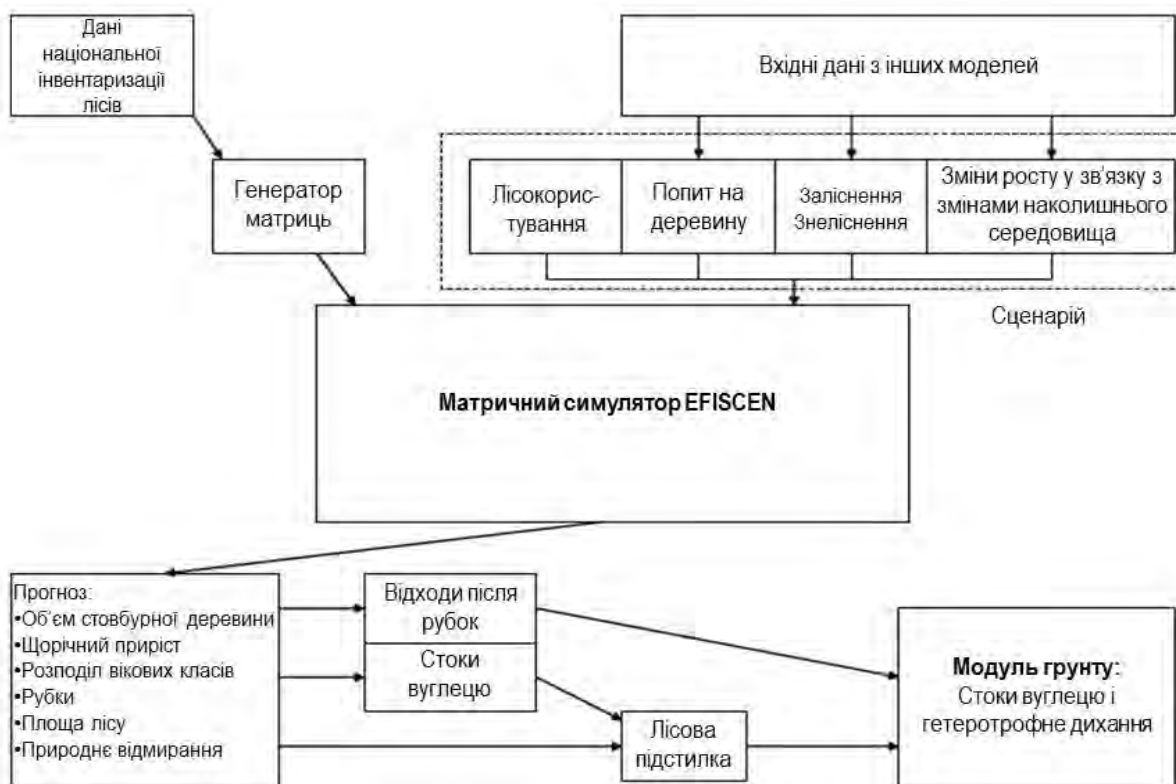 Дані
національної
інвентаризації
лісів
Вхідні дані з інших моделей
Генератор
матриць
Лісокорис-
тування
Попит на
деревину
Заліснення
Знеліснення
Зміни росту у зв'язку з
змінами наколишнього
середовища
Сценарій
Матричний симулятор EFISCEN
Прогноз:
•Об'єм стовбурної деревини
•Щорічний приріст
•Розподіл вікових класів
•Рубки
•Площа лісу
•Природнє відмирання
Відходи після
рубок
Стоки
вуглецю
Лісова
підстилка
Модуль грунту:
Стоки вуглецю і
гетеротрофне дихання